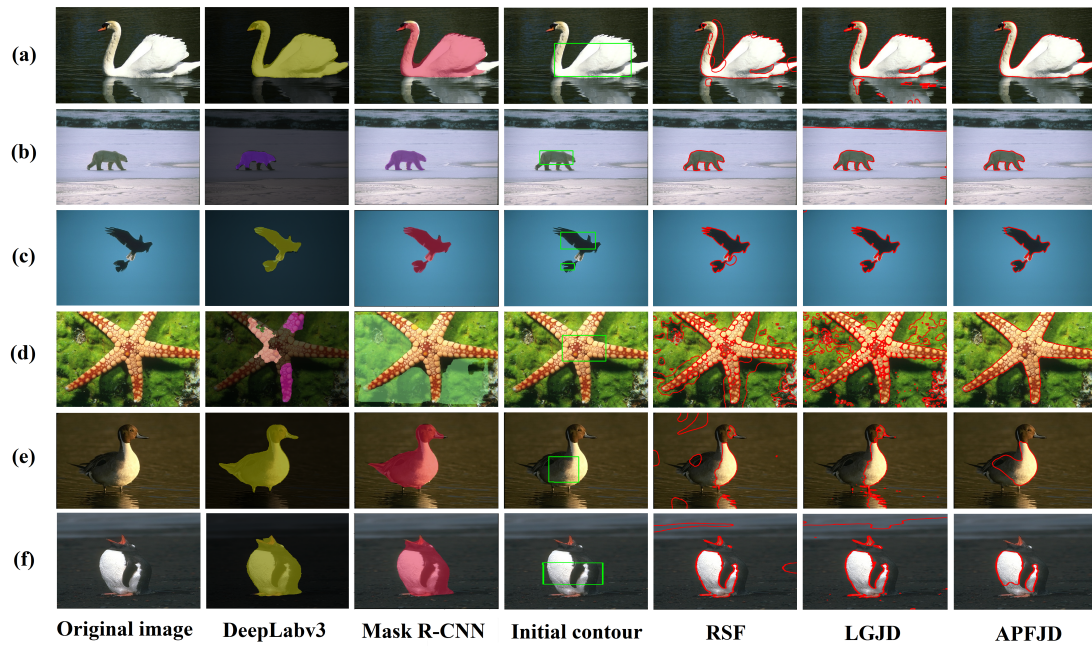 (a)
(b)
(c)
(d)
(e)
(f)
Original image DeepLabv3 Mask R-CNN Initial contour RSF LGJD APFJD